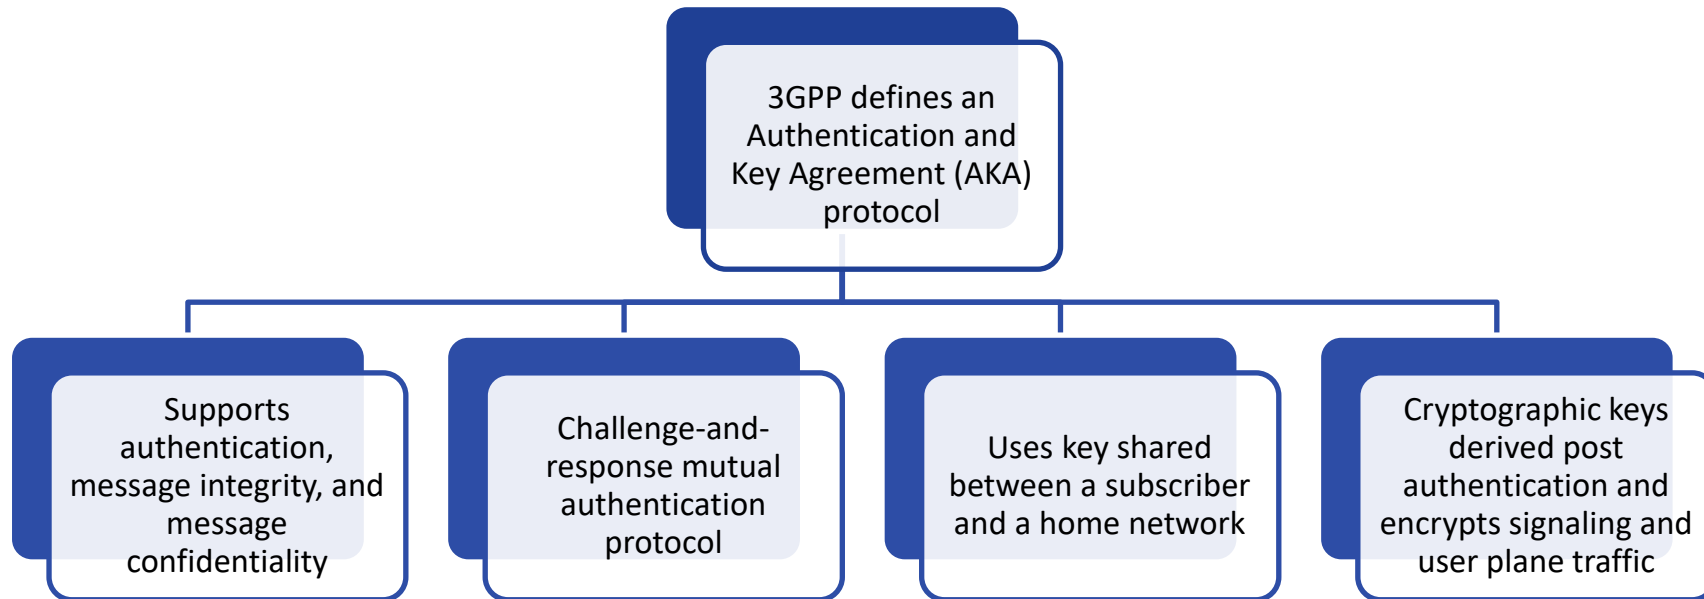 3GPP defines an
Authentication and
Key Agreement (AKA)
protocol
Supports
authentication,
message integrity, and
message
confidentiality
Challenge-and-
response mutual
authentication
protocol
Uses key shared
between a subscriber
and a home network
Cryptographic keys
derived post
authentication and
encrypts signaling and
user plane traffic